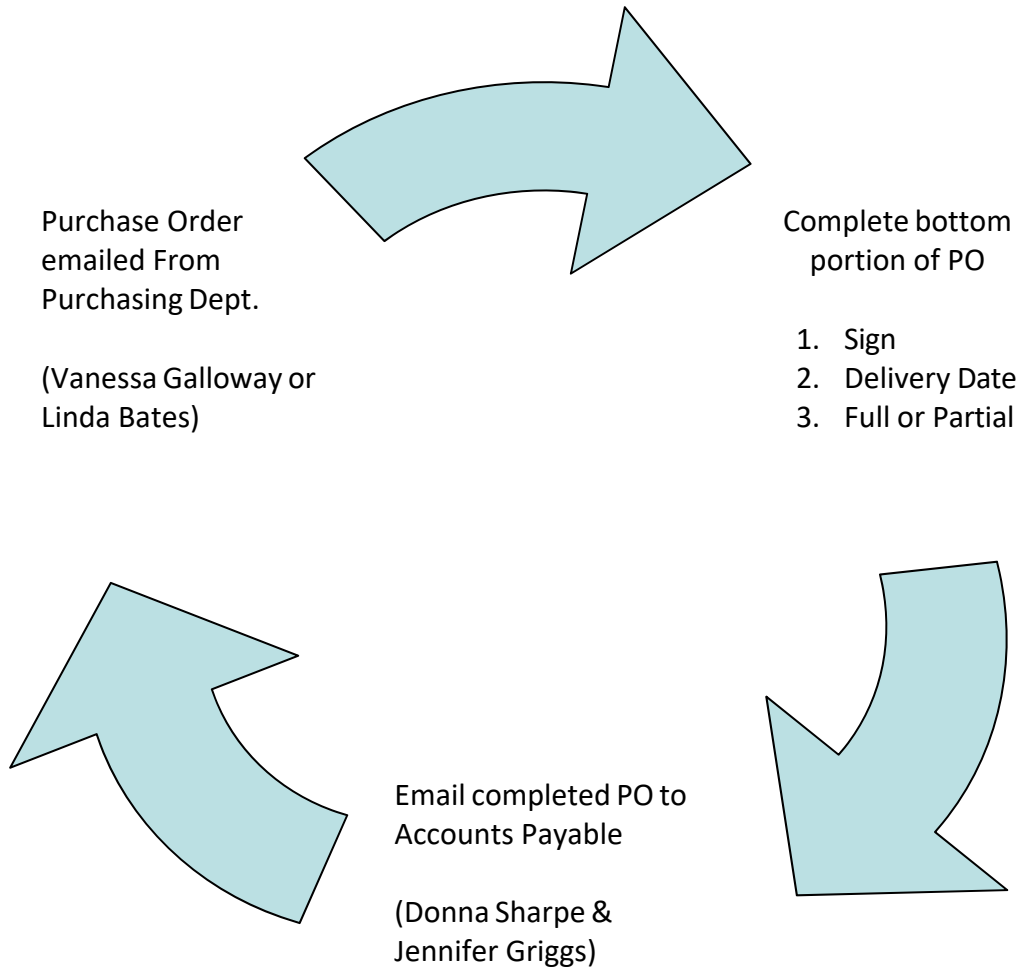 Purchase Order
emailed From
Purchasing Dept.
(Vanessa Galloway or
Linda Bates)
Complete bottom
portion of PO
1. Sign
2. Delivery Date
3. Full or Partial
Email completed PO to
Accounts Payable
(Donna Sharpe &
Jennifer Griggs)